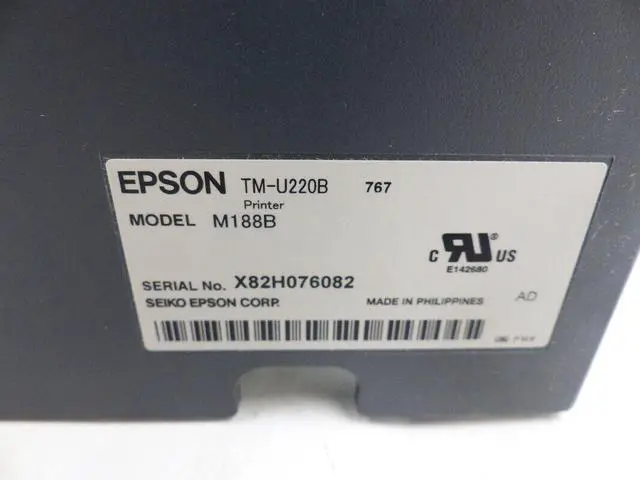 EPSON TM-U220B 767
Printer
MODEL M188B
C RU® US
E142680
SERIAL No. X82H076082
SEIKO EPSON CORP. MADE IN PHILIPPINES AD